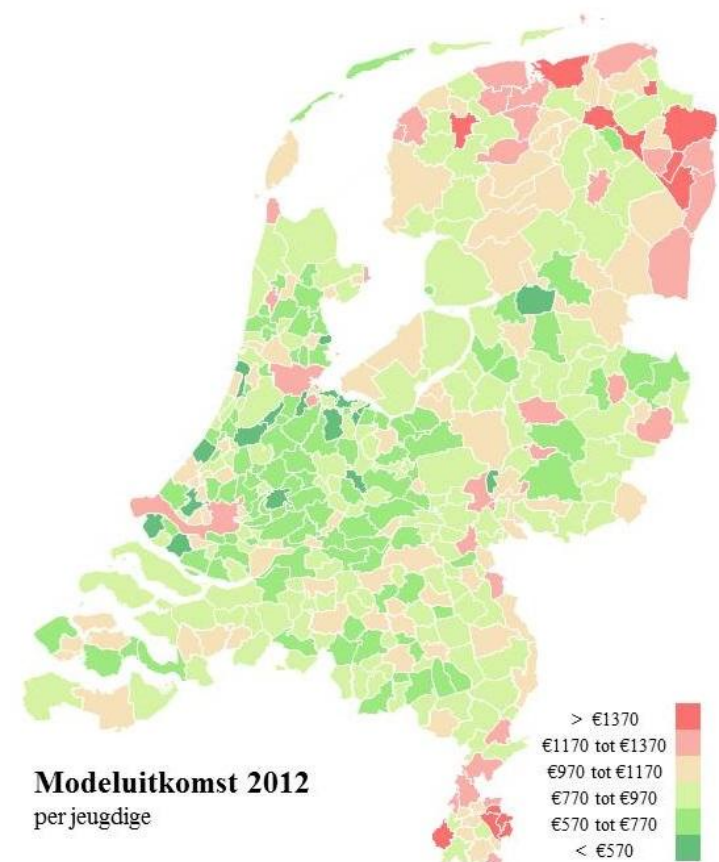 Modeluitkomst 2012
per jeugdige
> €1370
€1170 tot €1370
€970 tot €1170
€770 tot €970
€570 tot €770
< €570